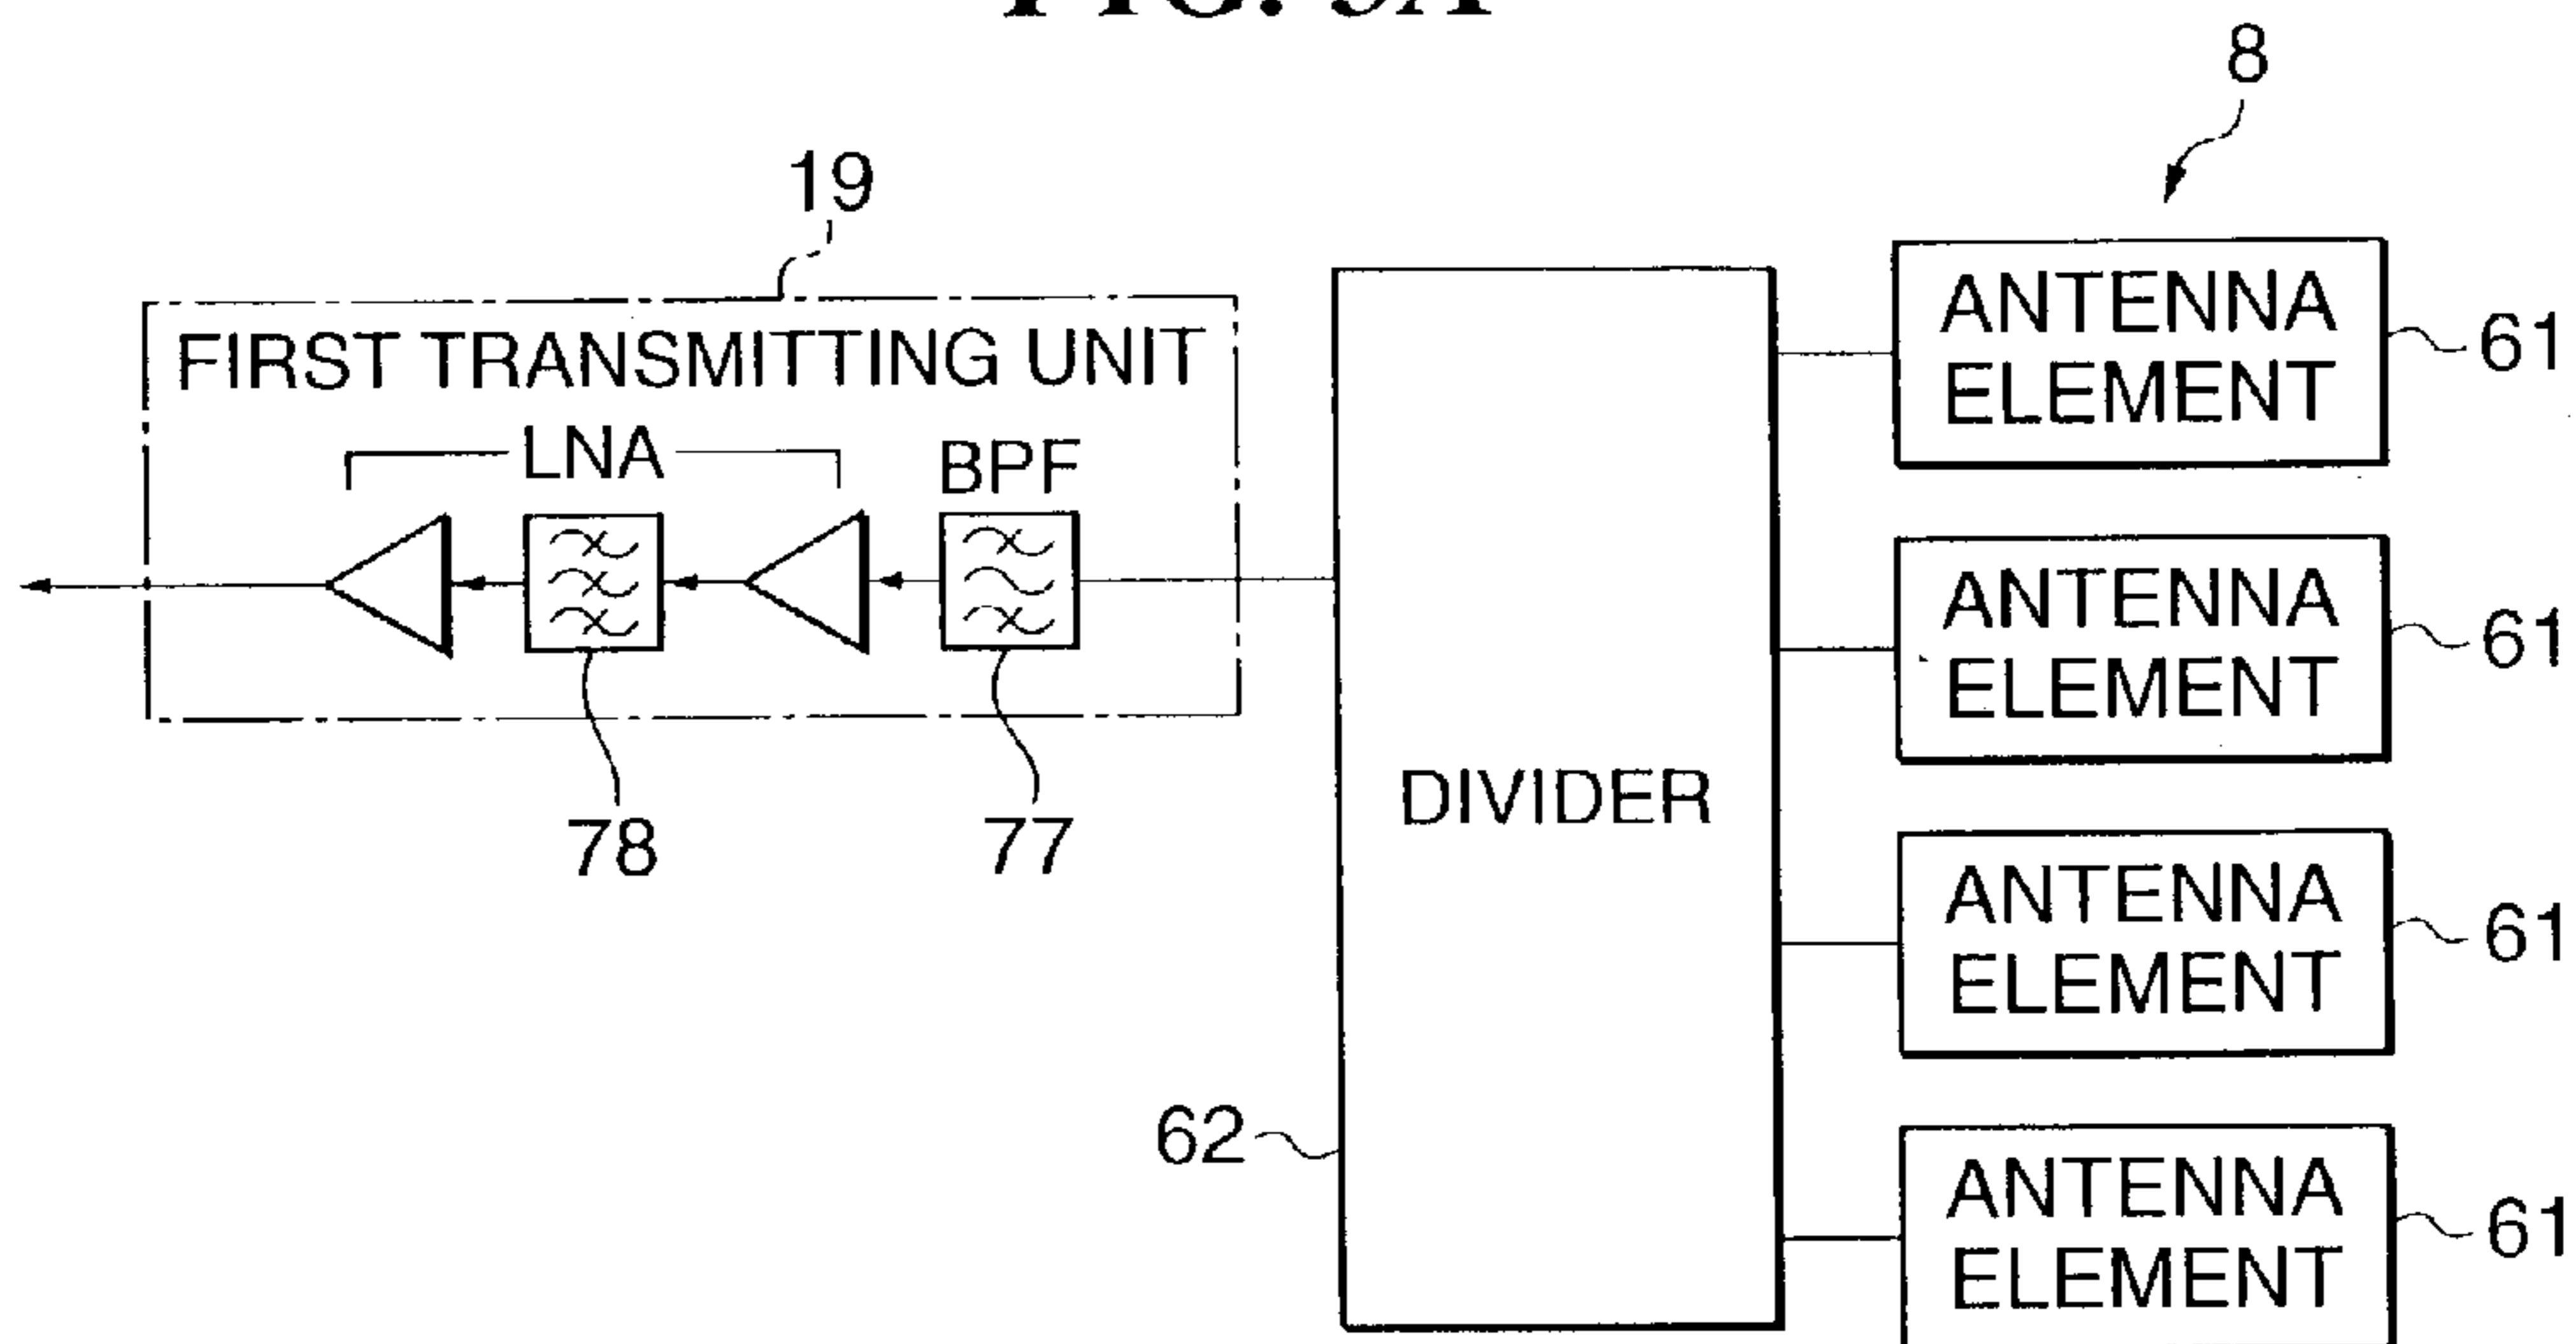 8
19
FIRST TRANSMITTING UNIT
LNA
BPF
78
77
DIVIDER
62
ANTENNA
ELEMENT
61
ANTENNA
ELEMENT
61
ANTENNA
ELEMENT
61
ANTENNA
ELEMENT
61